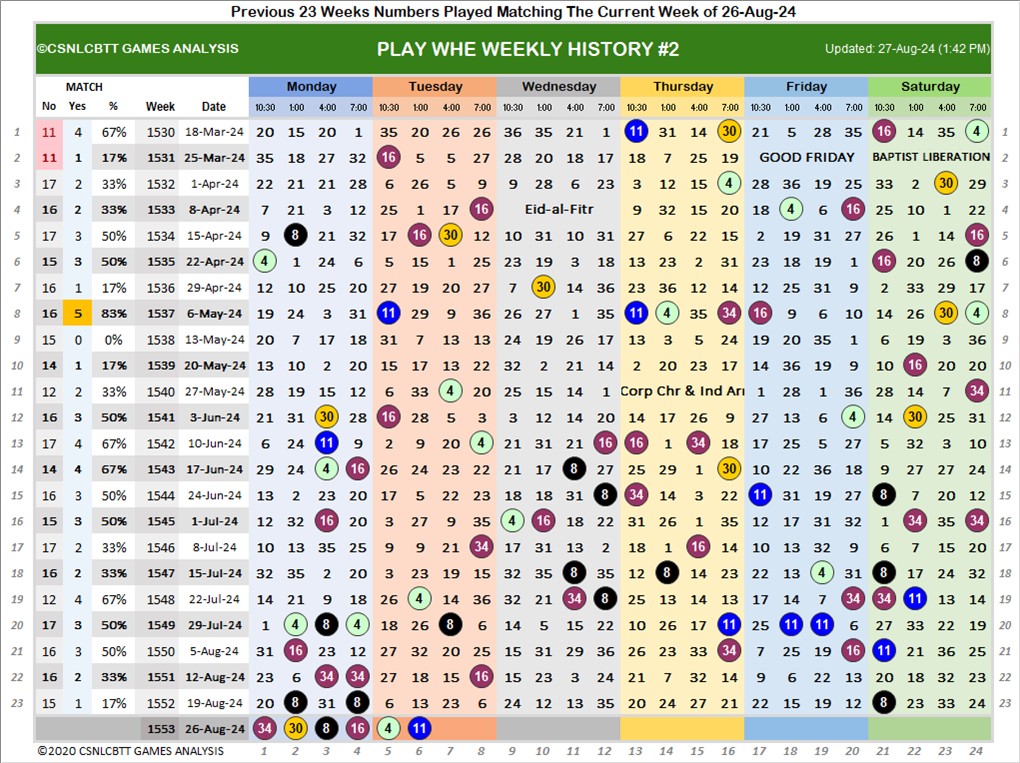 Previous 23 Weeks Numbers Played Matching The Current Week of 26-Aug-24
©CSNLCBTT GAMES ANALYSIS PLAY WHE WEEKLY HISTORY #2 Updated: 27-Aug-24 (1:42 PM)
MATCH Monday Tuesday Wednesday Thursday Friday Saturday
No Yes % Week Date 10:30 1:00 4:00 7:00 10:30 1:00 4:00 7:00 10:30 1:00 4:00 7:00 10:30 1:00 4:00 7:00 10:30 1:00 4:00 7:00 10:30 1:00 4:00 7:00
1 11 4 67% 1530 18-Mar-24 20 15 20 1 35 20 26 26 36 35 21 1 11 31 14 30 21 5 28 35 16 14 35 4 1
2 11 1 17% 1531 25-Mar-24 35 18 27 32 16 5 5 27 28 20 18 17 18 7 25 19 GOOD FRIDAY BAPTIST LIBERATION 2
3 17 2 33% 1532 1-Apr-24 22 21 21 28 6 26 5 9 9 28 6 23 3 12 15 4 28 36 19 25 33 2 30 29 3
4 16 2 33% 1533 8-Apr-24 7 21 3 12 25 1 17 16 Eid-al-Fitr 9 32 15 20 18 4 6 16 25 10 1 22 4
5 17 3 50% 1534 15-Apr-24 9 8 21 32 17 16 30 12 10 31 10 31 27 6 22 15 2 19 31 27 26 1 14 16 5
6 15 3 50% 1535 22-Apr-24 4 1 24 6 5 15 1 25 23 19 3 18 13 23 2 31 23 18 19 1 16 20 26 8 6
7 16 1 17% 1536 29-Apr-24 12 10 25 20 27 19 20 27 7 30 14 36 23 36 12 14 12 25 31 9 2 33 29 17 7
8 16 5 83% 1537 6-May-24 19 24 3 31 11 29 9 36 26 27 1 35 11 4 35 34 16 9 6 10 14 26 30 4 8
9 15 0 0% 1538 13-May-24 20 7 17 18 31 7 13 13 24 19 26 17 13 3 5 24 19 20 35 1 6 19 3 36 9
10 14 1 17% 1539 20-May-24 13 10 2 20 15 17 13 22 32 2 21 14 2 20 23 17 14 36 19 9 10 16 20 20 10
11 12 2 33% 1540 27-May-24 28 19 15 12 6 33 4 20 25 15 14 1 Corp Chr & Ind Arr 1 28 1 36 28 14 7 34 11
12 16 3 50% 1541 3-Jun-24 21 31 30 28 16 28 5 3 3 12 14 20 14 17 26 9 27 13 2 4 22 30 25 31 12
13 17 4 67% 1542 10-Jun-24 6 24 11 9 2 9 20 4 21 31 21 16 16 1 34 18 17 25 5 27 5 32 3 10 13
14 14 4 67% 1543 17-Jun-24 29 24 4 16 26 24 23 22 21 17 8 27 25 29 1 30 10 22 36 18 9 27 27 24 14
15 16 3 50% 1544 24-Jun-24 13 2 23 20 17 5 22 23 18 18 31 8 34 14 3 22 11 31 19 27 8 7 20 12 15
16 15 3 50% 1545 1-Jul-24 12 32 16 20 3 27 9 35 4 16 18 22 31 26 1 35 12 17 31 32 1 34 35 34 16
17 17 2 33% 1546 8-Jul-24 10 13 35 25 9 9 21 34 17 31 13 2 18 1 16 14 10 13 32 9 6 7 15 20 17
18 16 2 33% 1547 15-Jul-24 32 35 2 20 3 23 19 15 32 35 8 35 12 8 14 23 22 13 4 31 8 17 24 32 18
19 12 4 67% 1548 22-Jul-24 14 21 9 18 26 4 14 36 32 21 34 8 25 13 14 13 17 14 7 34 34 11 13 14 19
20 17 3 50% 1549 29-Jul-24 1 4 8 4 18 26 8 6 14 5 15 22 10 26 17 11 25 11 11 6 27 33 22 19 20
21 16 3 50% 1550 5-Aug-24 31 16 23 12 27 32 20 25 15 31 29 36 26 23 33 34 7 25 19 16 11 21 36 25 21
22 16 2 33% 1551 12-Aug-24 23 6 34 34 27 18 15 16 15 23 3 24 21 7 32 14 9 6 22 13 20 18 32 23 22
23 15 1 17% 1552 19-Aug-24 20 8 31 8 6 13 23 6 24 12 13 35 20 24 27 21 22 15 19 12 8 23 33 24 23
1553 26-Aug-24 34 30 8 16 4 11
©2020 CSNLCBTT GAMES ANALYSIS 1 2 3 4 5 6 7 8 9 10 11 12 13 14 15 16 17 18 19 20 21 22 23 24